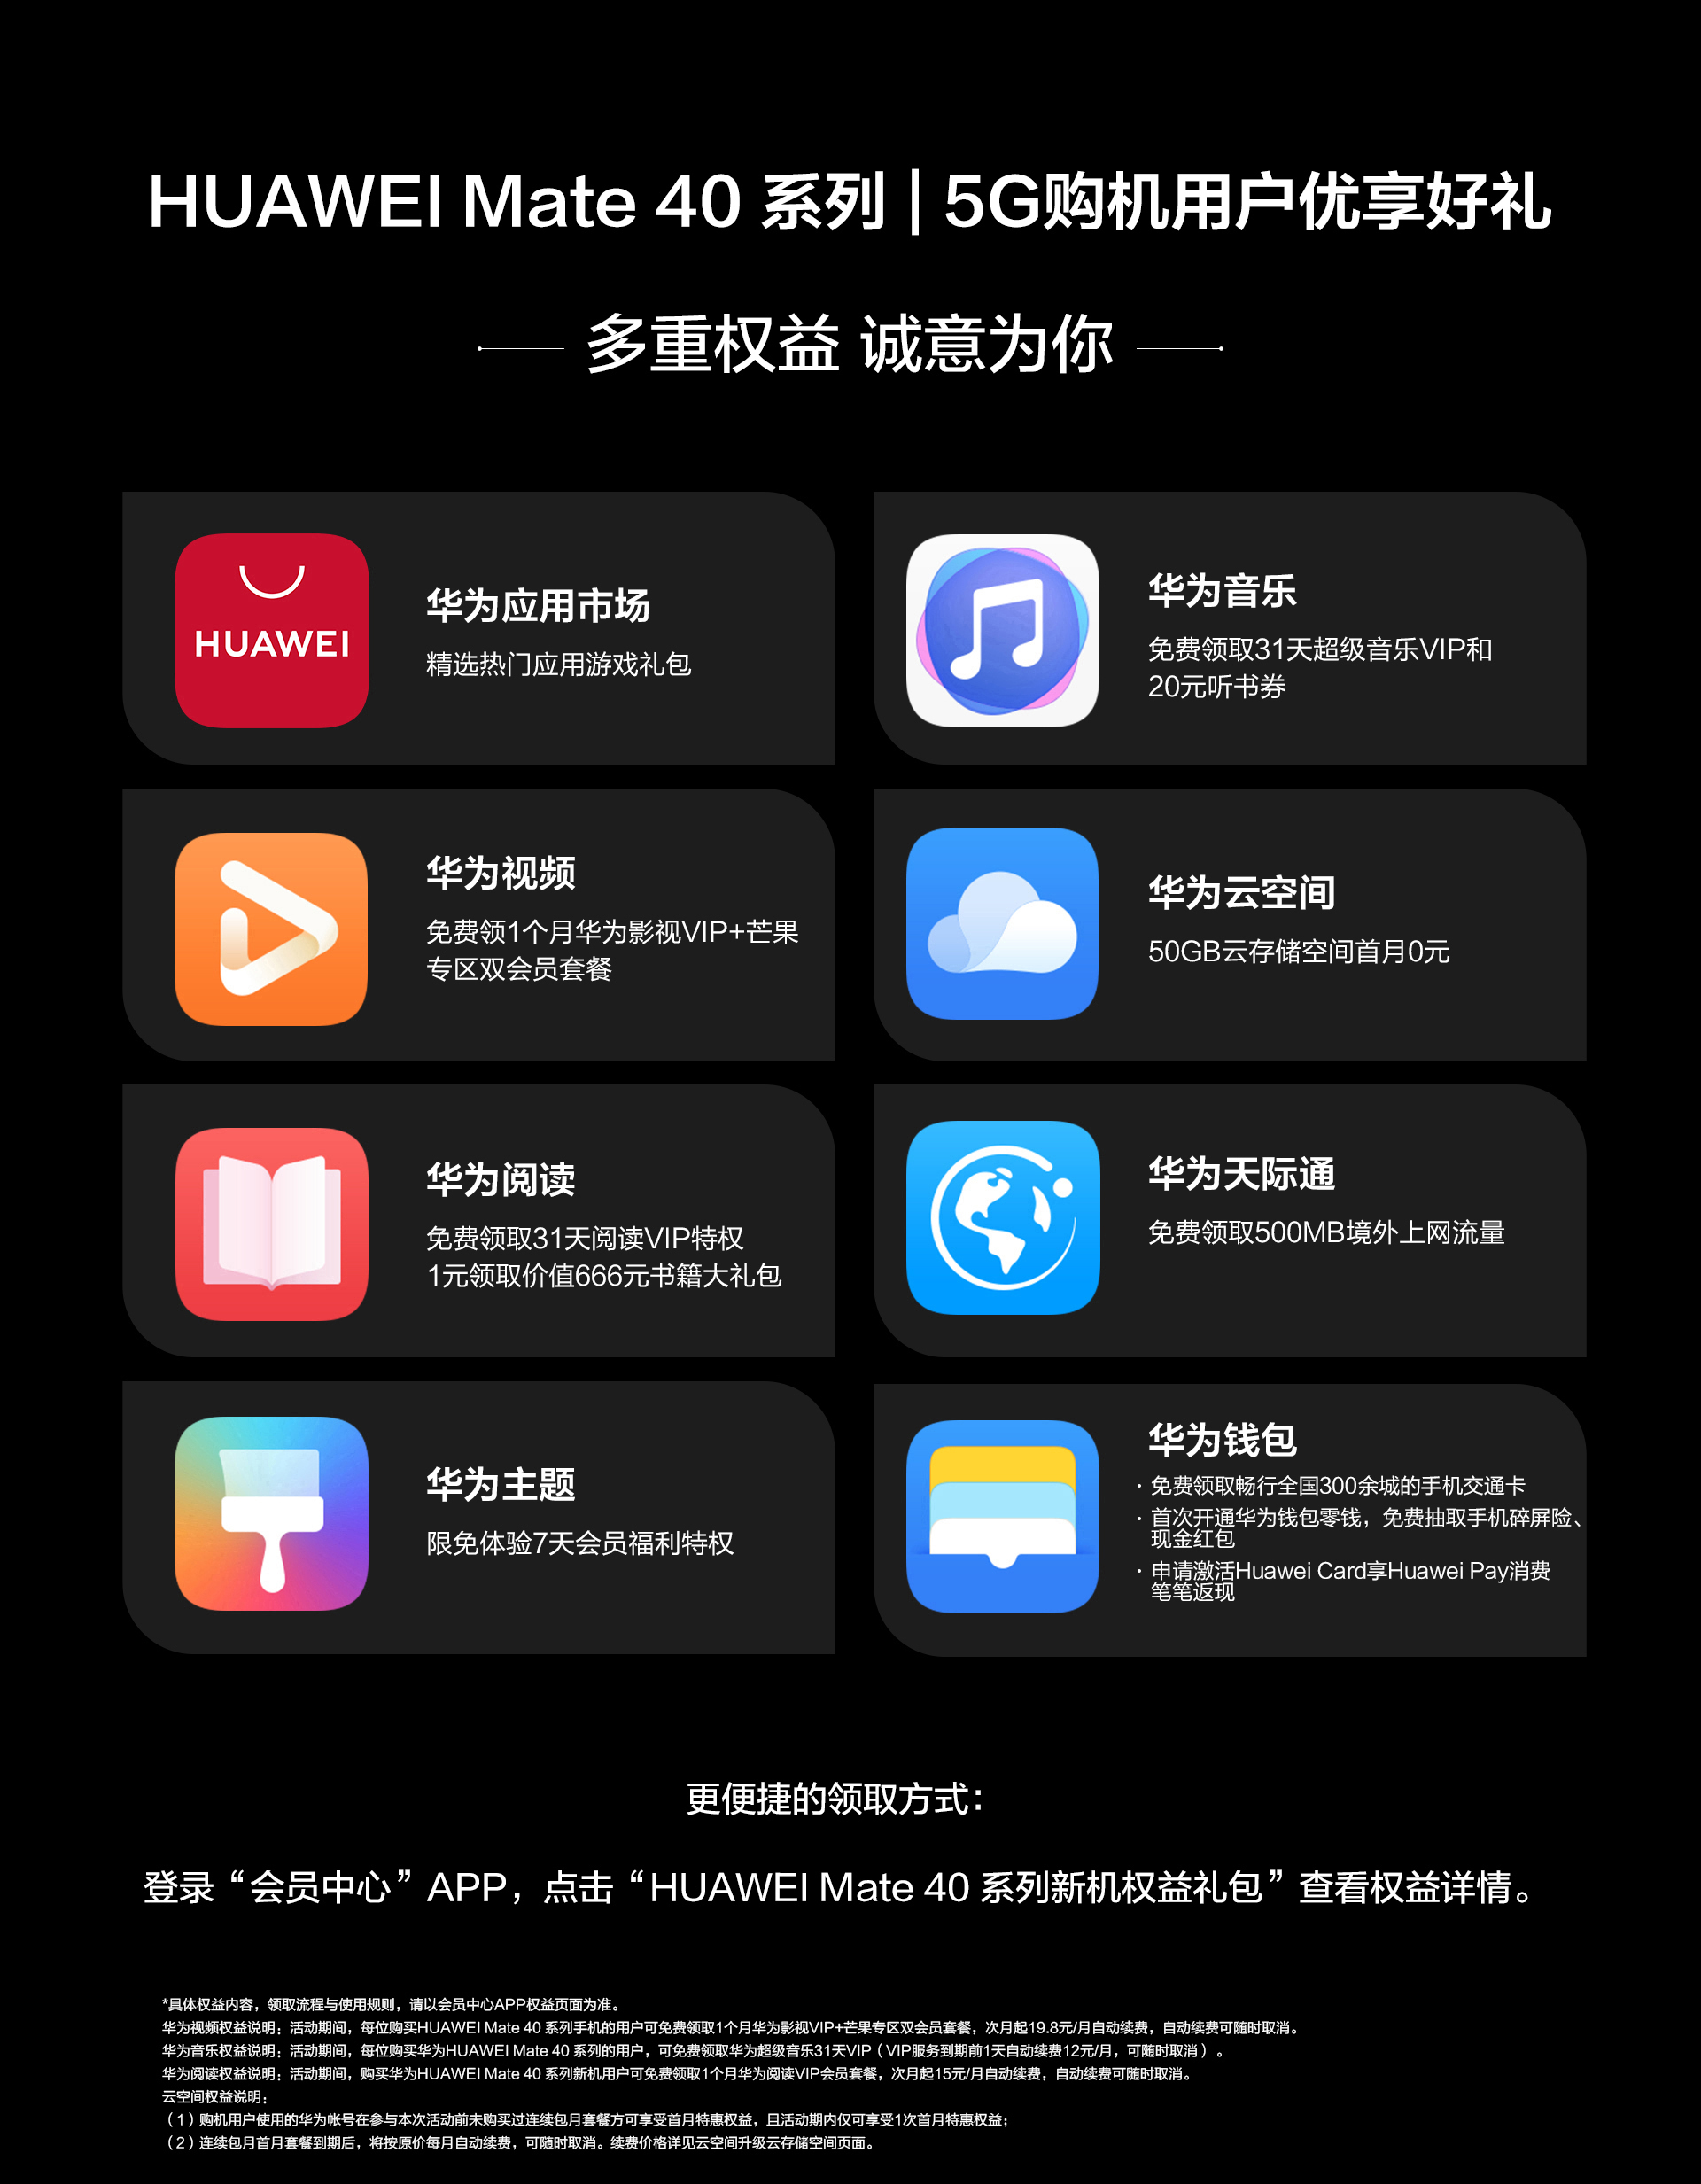 HUAWEI Mate 40 系列 | 5G购机用户优享好礼
多重权益 诚意为你
HUAWEI
华为应用市场
精选热门应用游戏礼包
华为音乐
免费领取31天超级音乐VIP和
20元听书券
华为视频
免费领1个月华为影视VIP+芒果
专区双会员套餐
华为云空间
50GB云存储空间首月0元
华为阅读
免费领取31天阅读VIP特权
1元领取价值666元书籍大礼包
华为天际通
免费领取500MB境外上网流量
华为主题
限免体验7天会员福利特权
华为钱包
· 免费领取畅行全国300余城的手机交通卡
· 首次开通华为钱包零钱，免费抽取手机碎屏险、
现金红包
· 申请激活Huawei Card享Huawei Pay消费
笔笔返现
更便捷的领取方式：
登录“会员中心”APP，点击“HUAWEI Mate 40 系列新机权益礼包”查看权益详情。
*具体权益内容，领取流程与使用规则，请以会员中心APP权益页面为准。
华为视频权益说明：活动期间，每位购买HUAWEI Mate 40 系列手机的用户可免费领取1个月华为影视VIP+芒果专区双会员套餐，次月起19.8元/月自动续费，自动续费可随时取消。
华为音乐权益说明：活动期间，每位购买华为HUAWEI Mate 40 系列的用户，可免费领取华为超级音乐31天VIP（VIP服务到期前1天自动续费12元/月，可随时取消）。
华为阅读权益说明：活动期间，购买华为HUAWEI Mate 40 系列新机用户可免费领取1个月华为阅读VIP会员套餐，次月起15元/月自动续费，自动续费可随时取消。
云空间权益说明：
（1）购机用户使用的华为帐号在参与本次活动前未购买过连续包月套餐方可享受首月特惠权益，且活动期内仅可享受1次首月特惠权益；
（2）连续包月首月套餐到期后，将按原价每月自动续费，可随时取消。续费价格详见云空间升级云存储空间页面。